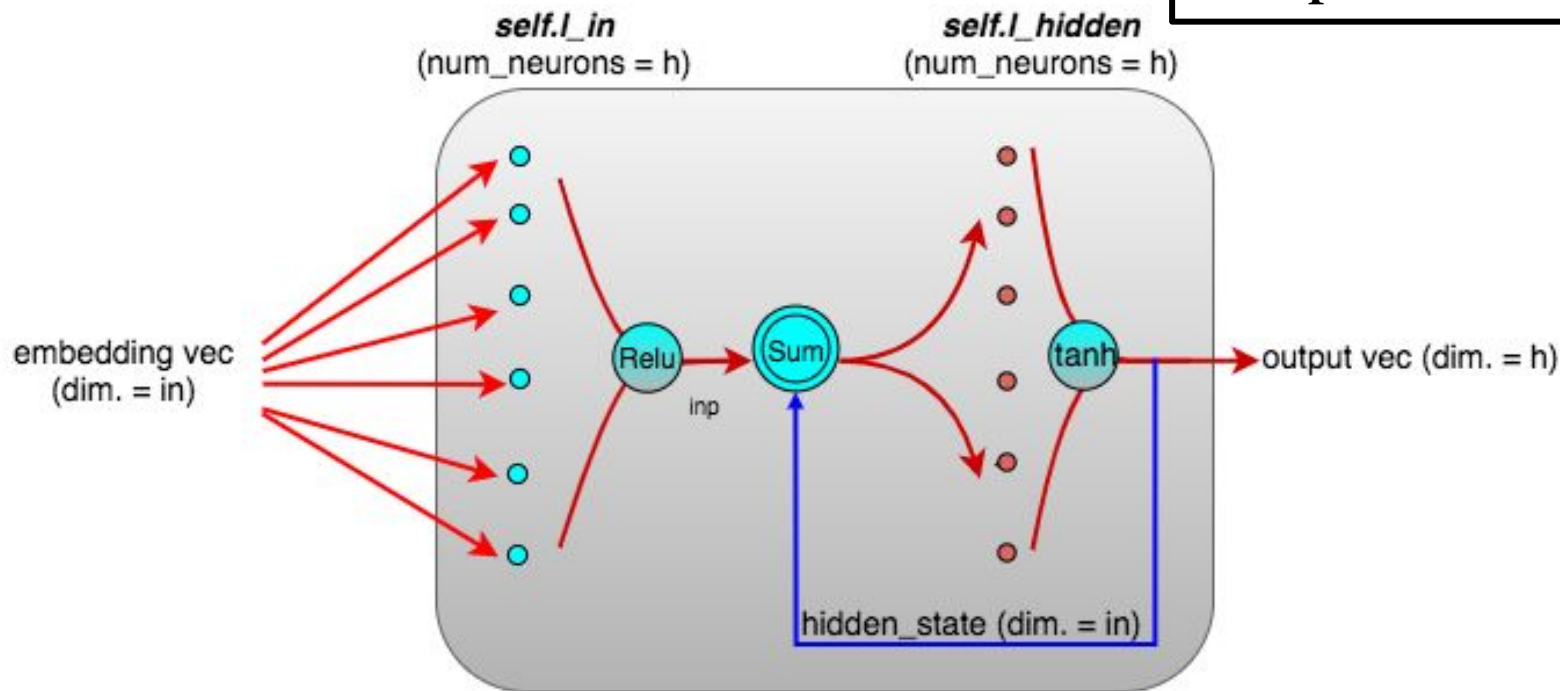 self.l_in
(num_neurons = h)
self.l_hidden
(num_neurons = h)
embedding vec
(dim. = in)
Relu
inp
Sum
tanh
output vec (dim. = h)
hidden_state (dim. = in)